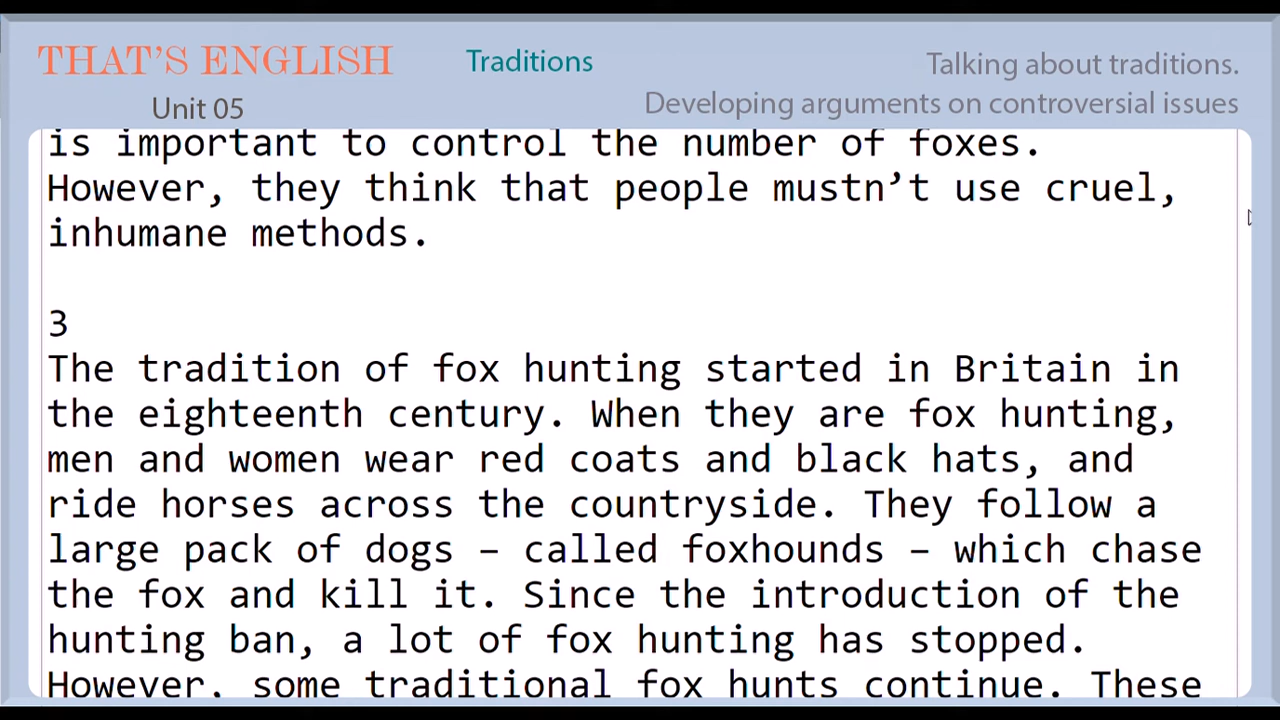 THAT'S ENGLISH
Traditions
Talking about traditions.
Unit 05
Developing arguments on controversial issues
is important to control the number of foxes.
However, they think that people mustn’t use cruel,
inhumane methods.
3
The tradition of fox hunting started in Britain in
the eighteenth century. When they are fox hunting,
men and women wear red coats and black hats, and
ride horses across the countryside. They follow a
large pack of dogs – called foxhounds – which chase
the fox and kill it. Since the introduction of the
hunting ban, a lot of fox hunting has stopped.
However, some traditional fox hunts continue. These